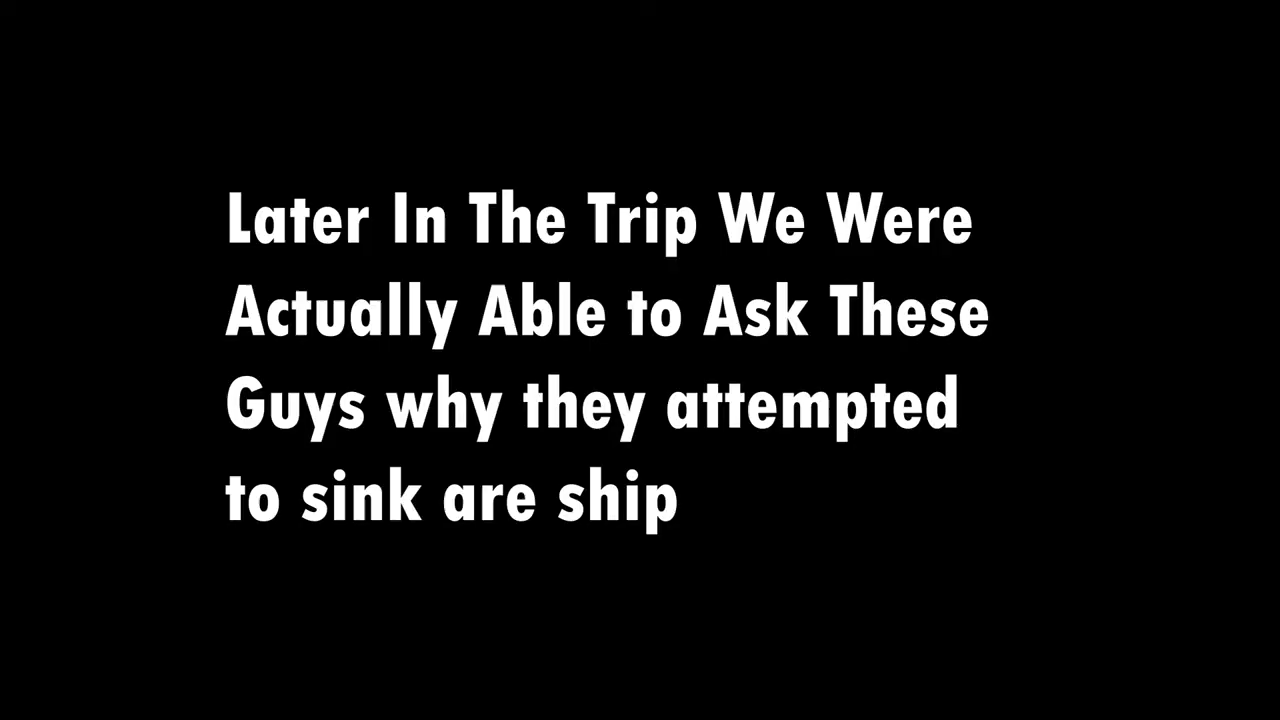 Later In The Trip We Were
Actually Able to Ask These
Guys why they attempted
to sink are ship